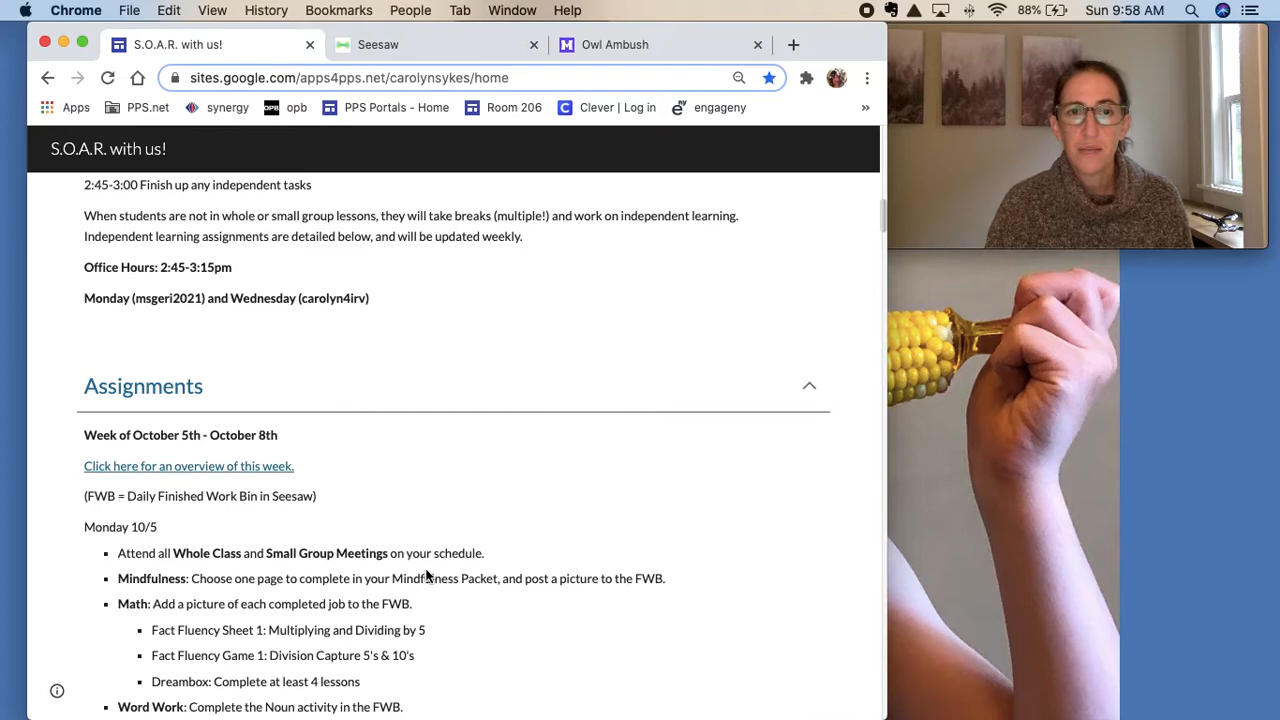 Chrome File Edit View History Bookmarks People Tab Window Help 88% Sun 9:58 AM
S.O.A.R. with us! Seesaw Owl Ambush
sites.google.com/apps4pps.net/carolynsykes/home
Apps PPS.net synergy OPB opb PPS Portals - Home Room 206 Clever | Log in engageny
S.O.A.R. with us!
2:45-3:00 Finish up any independent tasks
When students are not in whole or small group lessons, they will take breaks (multiple!) and work on independent learning.
Independent learning assignments are detailed below, and will be updated weekly.
Office Hours: 2:45-3:15pm
Monday (msgeri2021) and Wednesday (carolyn4irv)
Assignments
Week of October 5th - October 8th
Click here for an overview of this week.
(FWB = Daily Finished Work Bin in Seesaw)
Monday 10/5
Attend all Whole Class and Small Group Meetings on your schedule.
Mindfulness: Choose one page to complete in your Mindfulness Packet, and post a picture to the FWB.
Math: Add a picture of each completed job to the FWB.
Fact Fluency Sheet 1: Multiplying and Dividing by 5
Fact Fluency Game 1: Division Capture 5's & 10's
Dreambox: Complete at least 4 lessons
Word Work: Complete the Noun activity in the FWB.